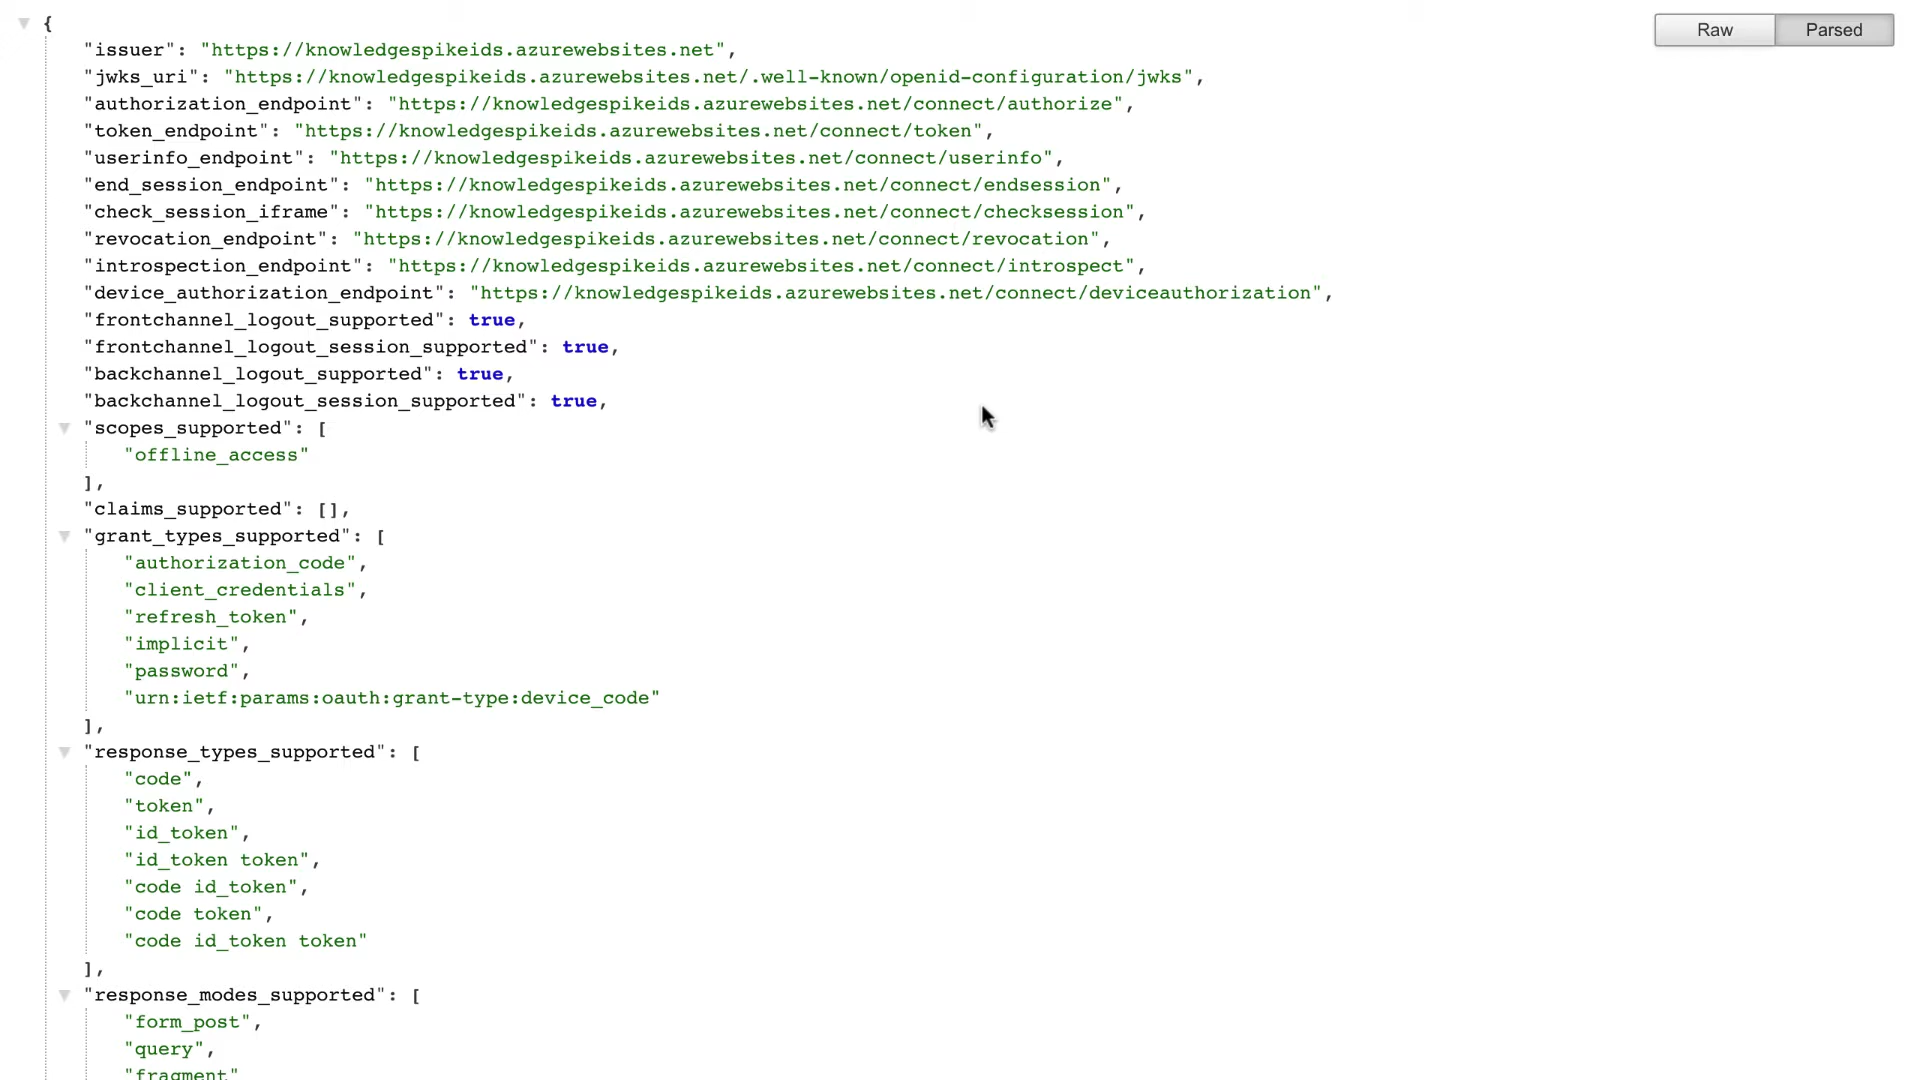 {
Raw
Parsed
"issuer": "https://knowledgespikeids.azurewebsites.net",
"jwks_uri": "https://knowledgespikeids.azurewebsites.net/.well-known/openid-configuration/jwks",
"authorization_endpoint": "https://knowledgespikeids.azurewebsites.net/connect/authorize",
"token_endpoint": "https://knowledgespikeids.azurewebsites.net/connect/token",
"userinfo_endpoint": "https://knowledgespikeids.azurewebsites.net/connect/userinfo",
"end_session_endpoint": "https://knowledgespikeids.azurewebsites.net/connect/endsession",
"check_session_iframe": "https://knowledgespikeids.azurewebsites.net/connect/checksession",
"revocation_endpoint": "https://knowledgespikeids.azurewebsites.net/connect/revocation",
"introspection_endpoint": "https://knowledgespikeids.azurewebsites.net/connect/introspect",
"device_authorization_endpoint": "https://knowledgespikeids.azurewebsites.net/connect/deviceauthorization",
"frontchannel_logout_supported": true,
"frontchannel_logout_session_supported": true,
"backchannel_logout_supported": true,
"backchannel_logout_session_supported": true,
"scopes_supported": [
"offline_access"
],
"claims_supported": [],
"grant_types_supported": [
"authorization_code",
"client_credentials",
"refresh_token",
"implicit",
"password",
"urn:ietf:params:oauth:grant-type:device_code"
],
"response_types_supported": [
"code",
"token",
"id_token",
"id_token token",
"code id_token",
"code token",
"code id_token token"
],
"response_modes_supported": [
"form_post",
"query",
"fragment"